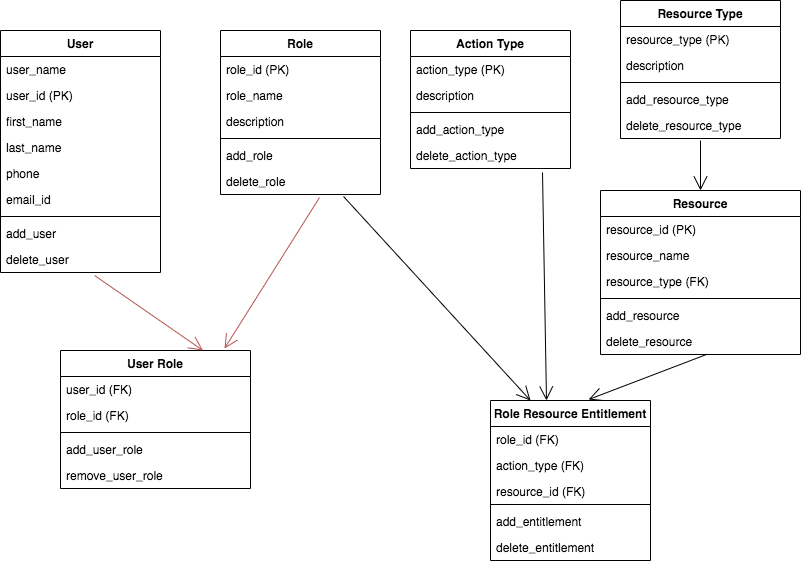 User
user_name
user_id (PK)
first_name
last_name
phone
email_id
add_user
delete_user
Role
role_id (PK)
role_name
description
add_role
delete_role
Action Type
action_type (PK)
description
add_action_type
delete_action_type
Resource Type
resource_type (PK)
description
add_resource_type
delete_resource_type
Resource
resource_id (PK)
resource_name
resource_type (FK)
add_resource
delete_resource
User Role
user_id (FK)
role_id (FK)
add_user_role
remove_user_role
Role Resource Entitlement
role_id (FK)
action_type (FK)
resource_id (FK)
add_entitlement
delete_entitlement